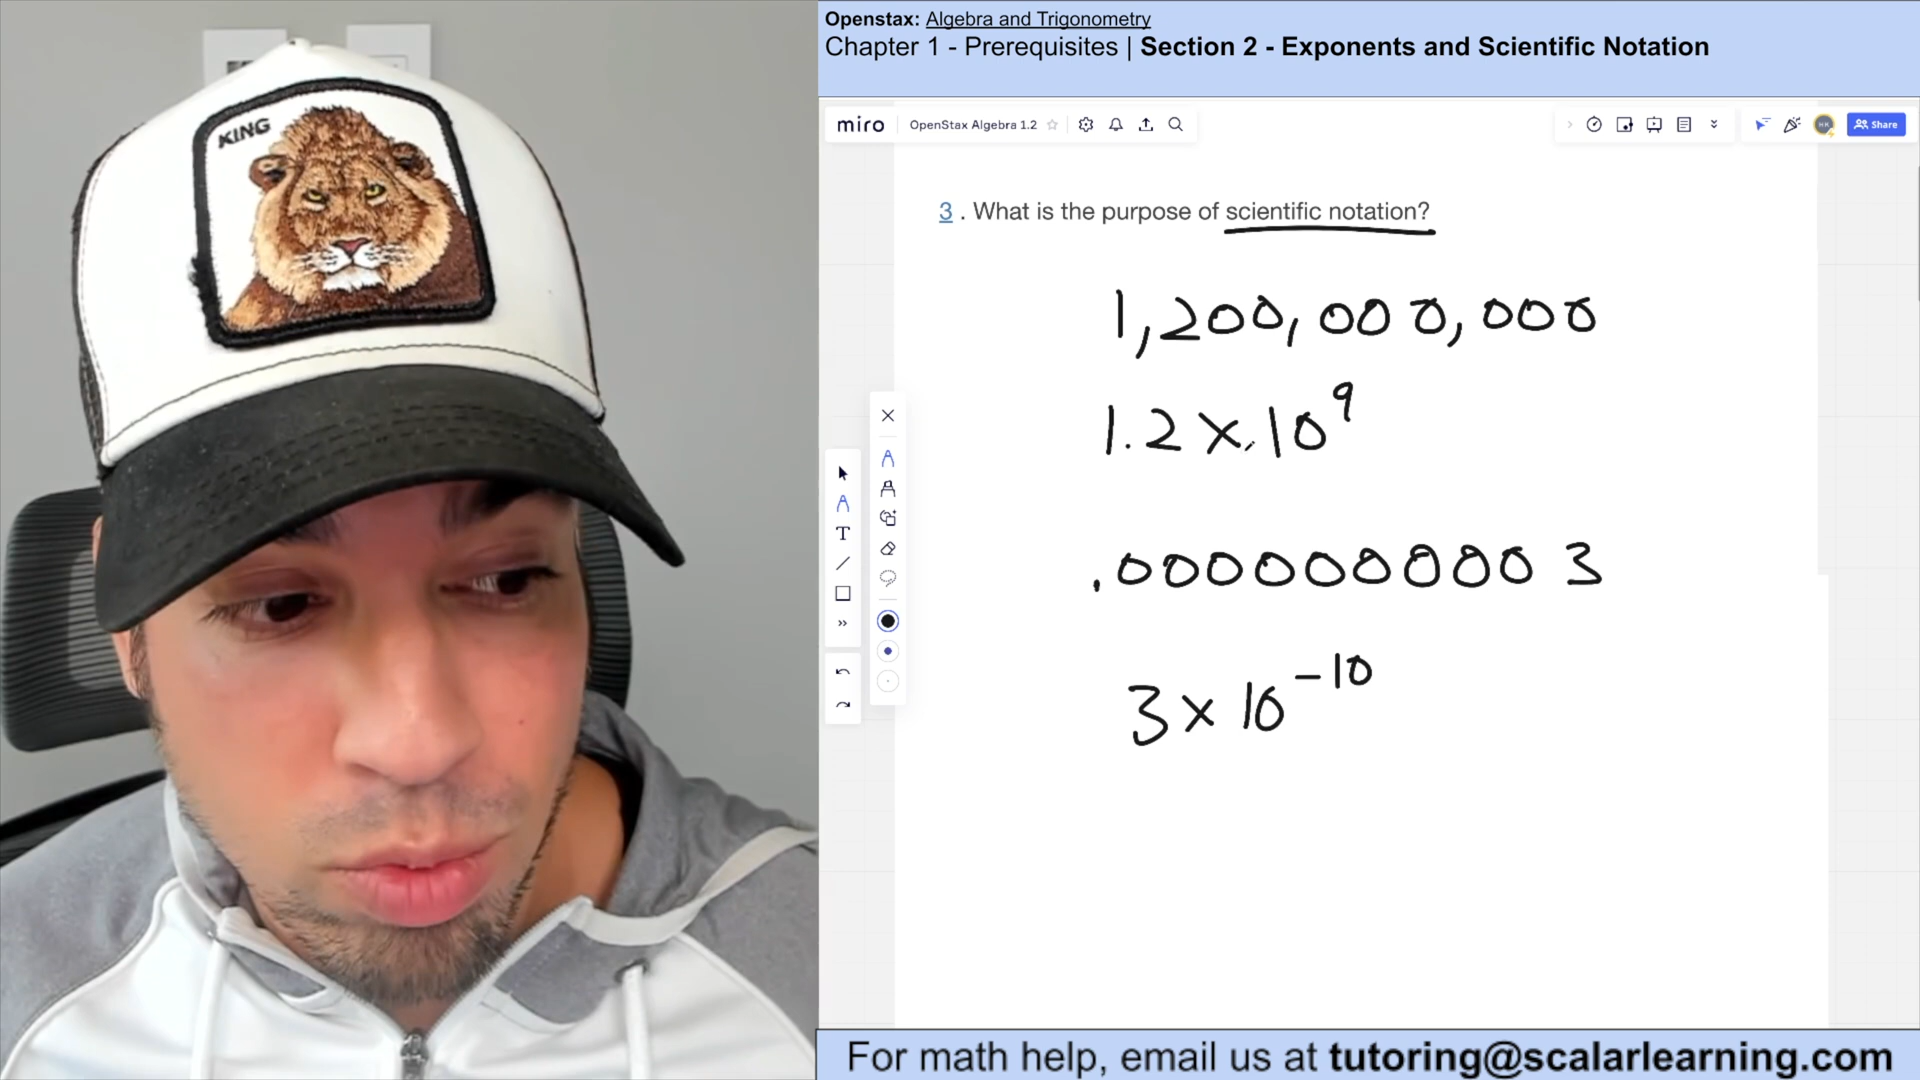 KING
Openstax: Algebra and Trigonometry
Chapter 1 - Prerequisites | Section 2 - Exponents and Scientific Notation
miro OpenStax Algebra 1.2
Share
3 . What is the purpose of scientific notation?
1,200,000,000
1.2 x 10^9
.0000000003
3 x 10^-10
T
For math help, email us at tutoring@scalarlearning.com